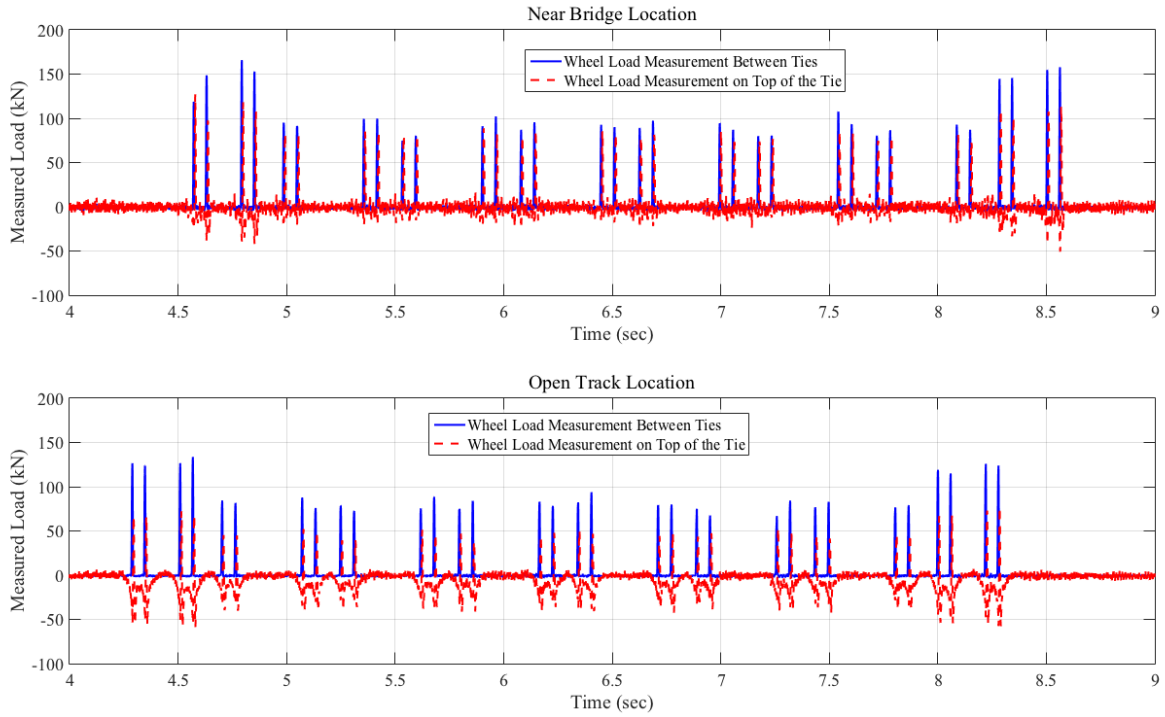 Near Bridge Location
200
150
100
50
0
-50
-100
Measured Load (kN)
Wheel Load Measurement Between Ties
Wheel Load Measurement on Top of the Tie
4 4.5 5 5.5 6 6.5 7 7.5 8 8.5 9
Time (sec)
Open Track Location
200
150
100
50
0
-50
-100
Measured Load (kN)
Wheel Load Measurement Between Ties
Wheel Load Measurement on Top of the Tie
4 4.5 5 5.5 6 6.5 7 7.5 8 8.5 9
Time (sec)